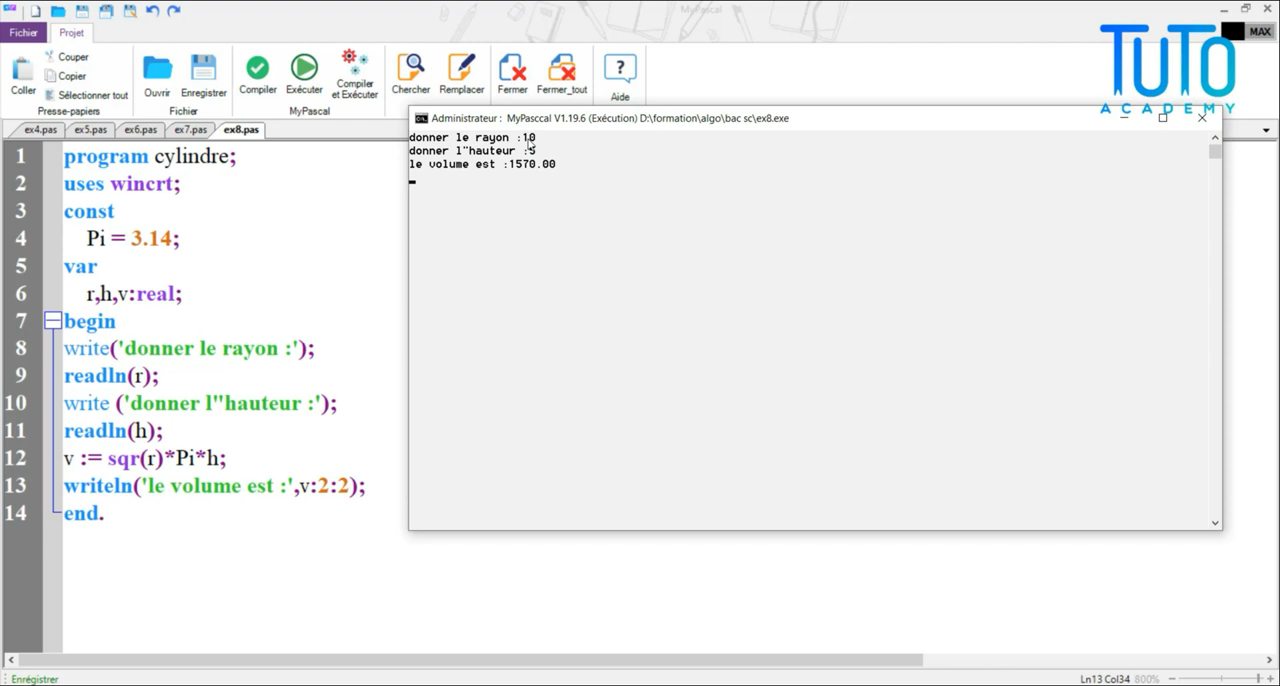 Fichier Projet
MyPascal
MAX
TUTO
ACADEMY
Coller
Couper
Copier
Sélectionner tout
Presse-papiers
Ouvrir
Enregistrer
Fichier
Compiler
Exécuter
Compiler
et Exécuter
MyPascal
Chercher
Remplacer
Fermer
Fermer_tout
Aide
ex4.pas ex5.pas ex6.pas ex7.pas ex8.pas
1 program cylindre;
2 uses wincrt;
3 const
4 Pi = 3.14;
5 var
6 r,h,v:real;
7 begin
8 write('donner le rayon :');
9 readln(r);
10 write ('donner l''hauteur :');
11 readln(h);
12 v := sqr(r)*Pi*h;
13 writeln('le volume est :',v:2:2);
14 end.
Administrateur : MyPasccal V1.19.6 (Exécution) D:\formation\algo\bac sc\ex8.exe
donner le rayon :10
donner l"hauteur :5
le volume est :1570.00
Enrégistrer
Ln13 Col34 800%